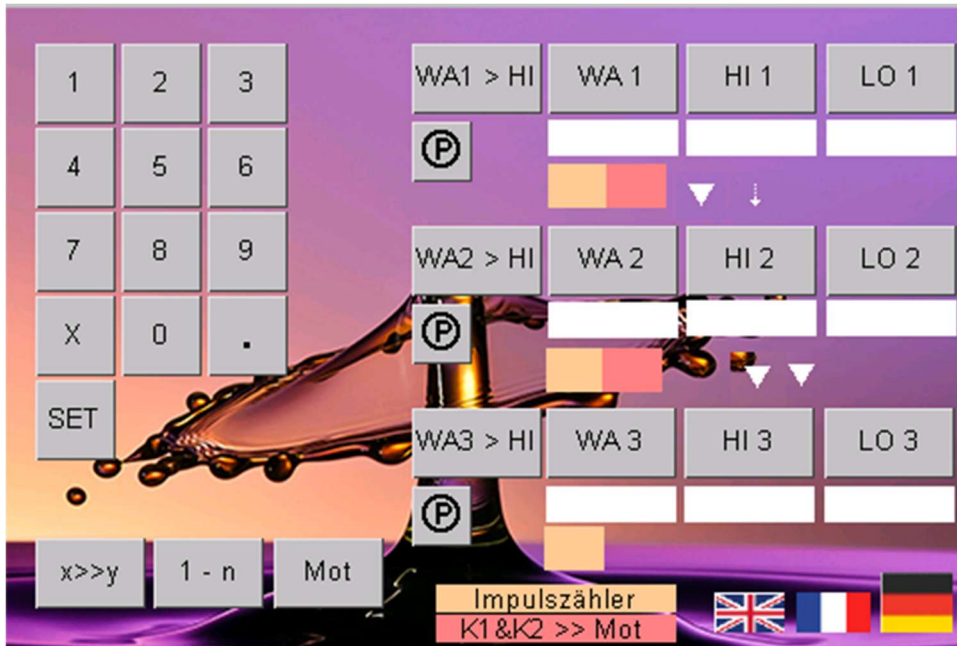 1 2 3
4 5 6
7 8 9
X 0 .
SET
x>>y 1 - n Mot
WA1 > HI WA 1 HI 1 LO 1
P
WA2 > HI WA 2 HI 2 LO 2
P
WA3 > HI WA 3 HI 3 LO 3
P
Impulszähler
K1&K2 >> Mot